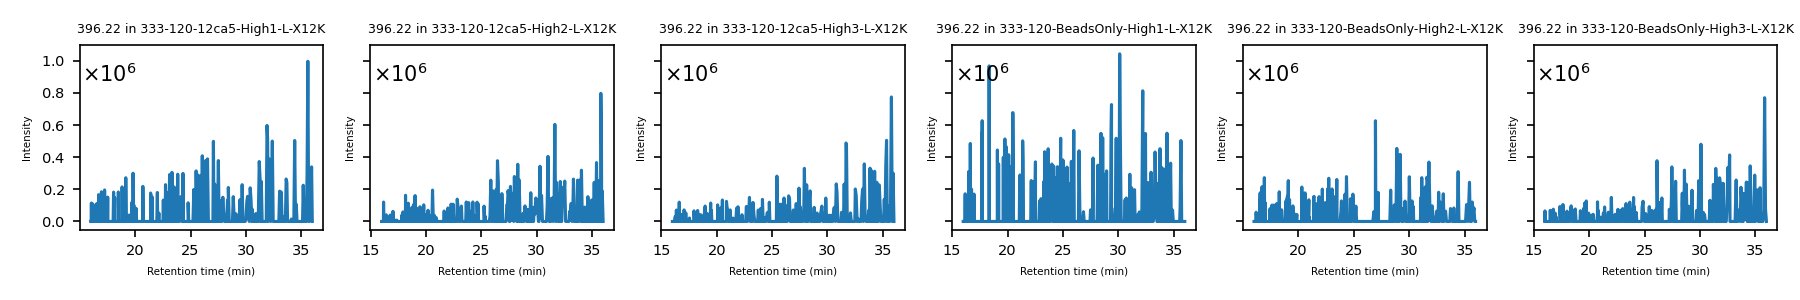 396.22 in 333-120-12ca5-High1-L-X12K
396.22 in 333-120-12ca5-High2-L-X12K
396.22 in 333-120-12ca5-High3-L-X12K
396.22 in 333-120-BeadsOnly-High1-L-X12K
396.22 in 333-120-BeadsOnly-High2-L-X12K
396.22 in 333-120-BeadsOnly-High3-L-X12K
×10⁶
×10⁶
×10⁶
×10⁶
×10⁶
×10⁶
1.0
0.8
0.6
0.4
0.2
0.0
Intensity
Intensity
Intensity
Intensity
Intensity
Intensity
20 25 30 35
15 20 25 30 35
15 20 25 30 35
15 20 25 30 35
20 25 30 35
15 20 25 30 35
Retention time (min)
Retention time (min)
Retention time (min)
Retention time (min)
Retention time (min)
Retention time (min)